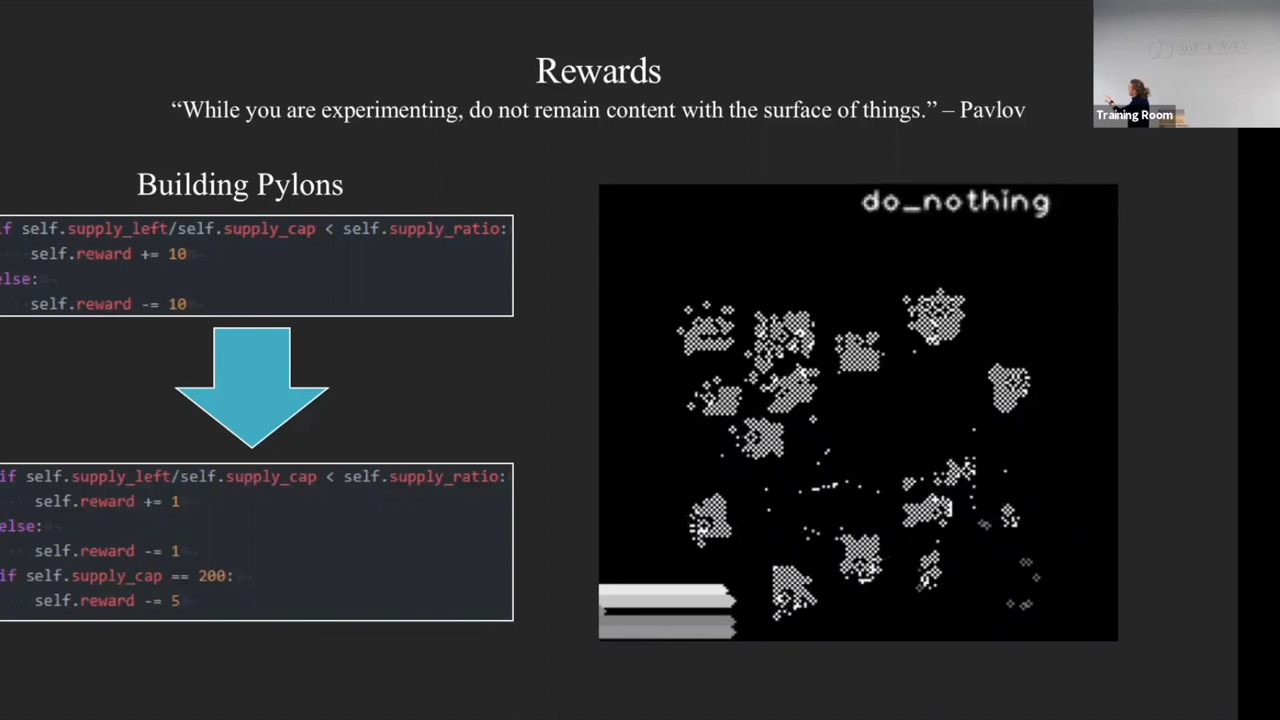 Rewards
“While you are experimenting, do not remain content with the surface of things.” – Pavlov
Training Room
Building Pylons
if self.supply_left/self.supply_cap < self.supply_ratio:
self.reward += 10
else:
self.reward -= 10
if self.supply_left/self.supply_cap < self.supply_ratio:
self.reward += 1
else:
self.reward -= 1
if self.supply_cap == 200:
self.reward -= 5
do_nothing